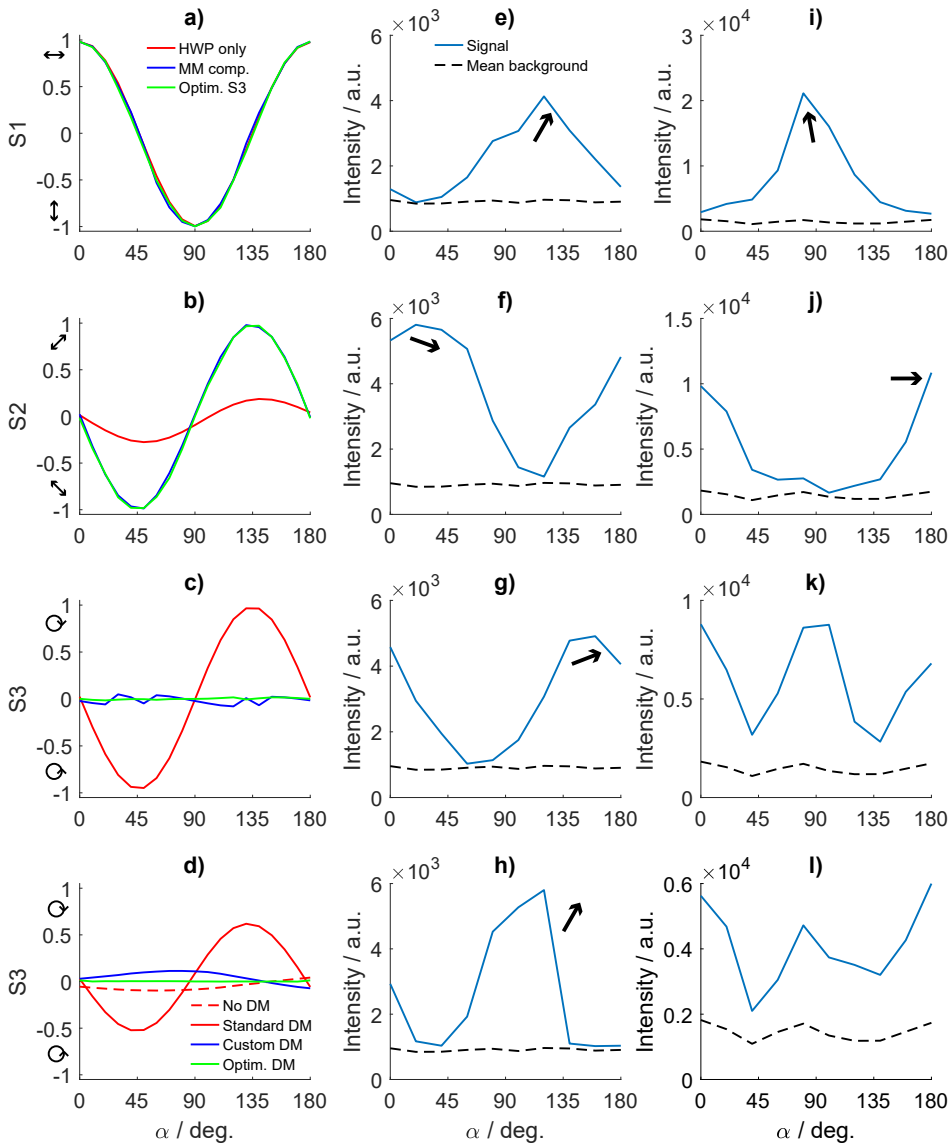 a)
1
0.5
0
-0.5
-1
S1
HWP only
MM comp.
Optim. S3
0 45 90 135 180
e)
×10³
6
4
2
0
Intensity / a.u.
Signal
Mean background
0 45 90 135 180
i)
×10⁴
3
2
1
0
Intensity / a.u.
0 45 90 135 180
b)
1
0.5
0
-0.5
-1
S2
0 45 90 135 180
f)
×10³
6
4
2
0
Intensity / a.u.
0 45 90 135 180
j)
×10⁴
1.5
1
0.5
0
Intensity / a.u.
0 45 90 135 180
c)
1
0.5
0
-0.5
-1
S3
0 45 90 135 180
g)
×10³
6
4
2
0
Intensity / a.u.
0 45 90 135 180
k)
×10⁴
1
0.5
0
Intensity / a.u.
0 45 90 135 180
d)
1
0.5
0
-0.5
-1
S3
No DM
Standard DM
Custom DM
Optim. DM
0 45 90 135 180
α / deg.
h)
×10³
6
4
2
0
Intensity / a.u.
0 45 90 135 180
α / deg.
l)
×10⁴
0.6
0.4
0.2
0
Intensity / a.u.
0 45 90 135 180
α / deg.